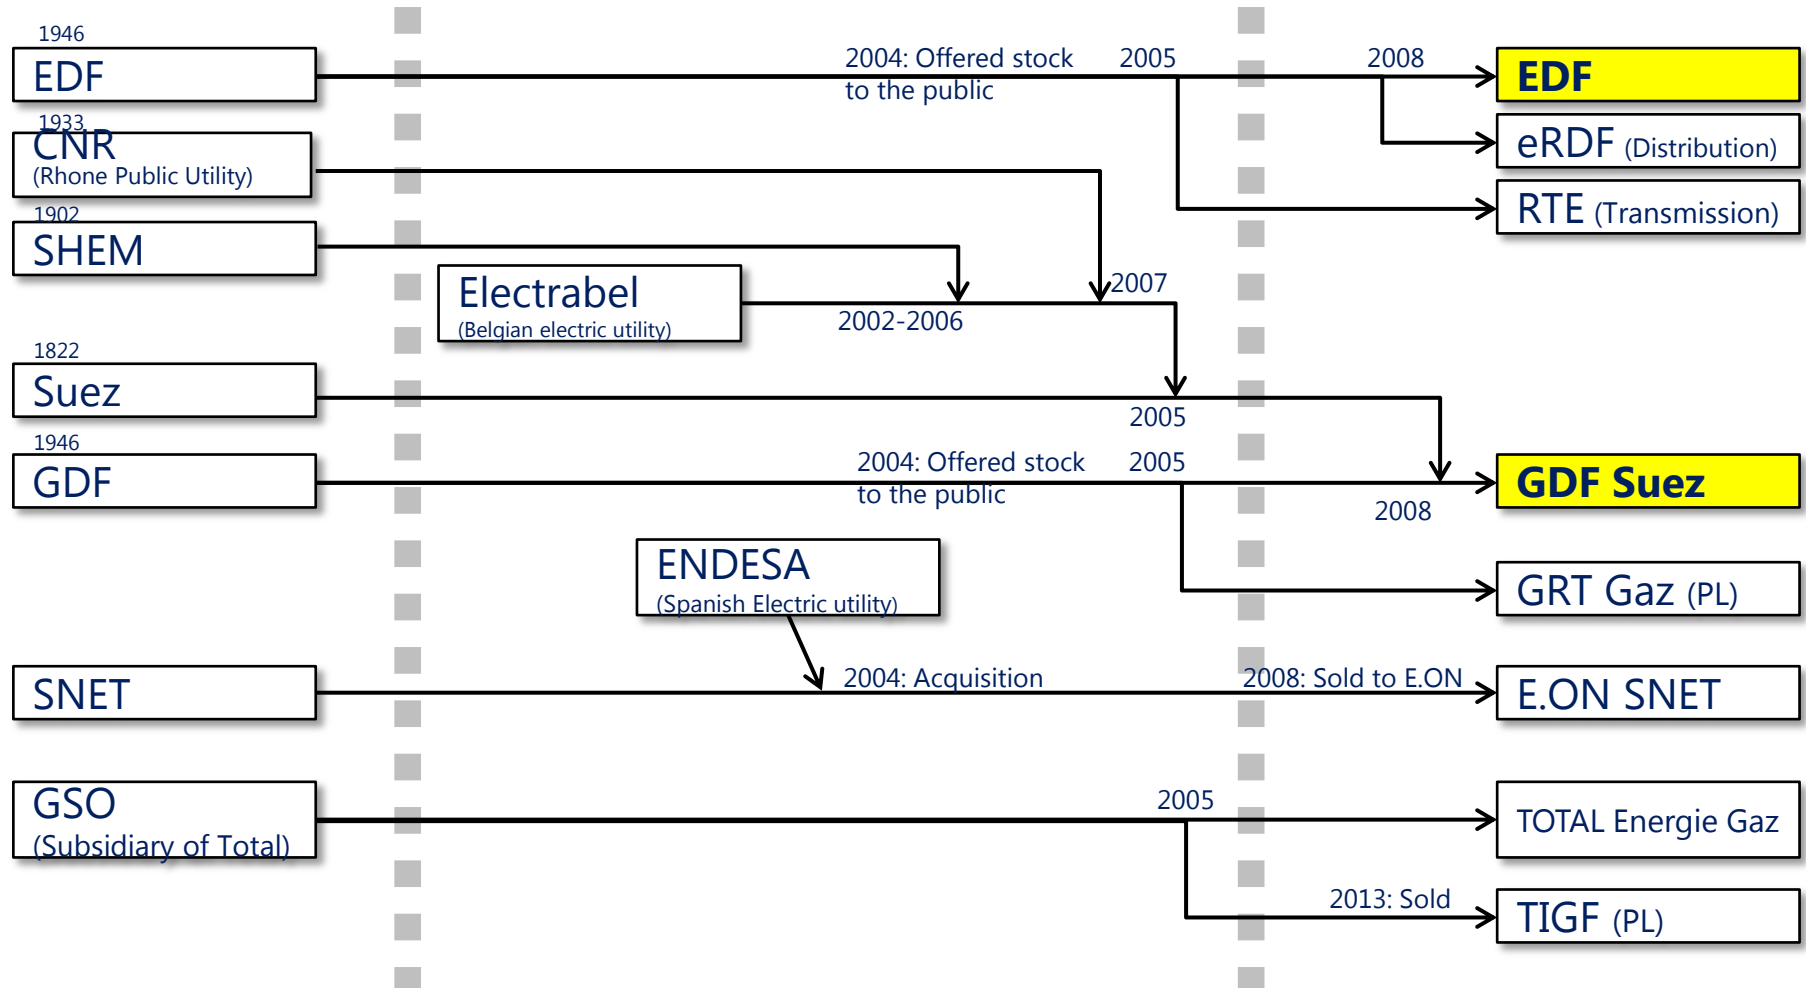 1946
EDF
2004: Offered stock
to the public
2005
2008
EDF
1933
CNR
(Rhone Public Utility)
eRDF (Distribution)
1902
SHEM
RTE (Transmission)
Electrabel
(Belgian electric utility)
2002-2006
2007
1822
Suez
2005
1946
GDF
2004: Offered stock
to the public
2005
2008
GDF Suez
ENDESA
(Spanish Electric utility)
GRT Gaz (PL)
SNET
2004: Acquisition
2008: Sold to E.ON
E.ON SNET
GSO
(Subsidiary of Total)
2005
TOTAL Energie Gaz
2013: Sold
TIGF (PL)